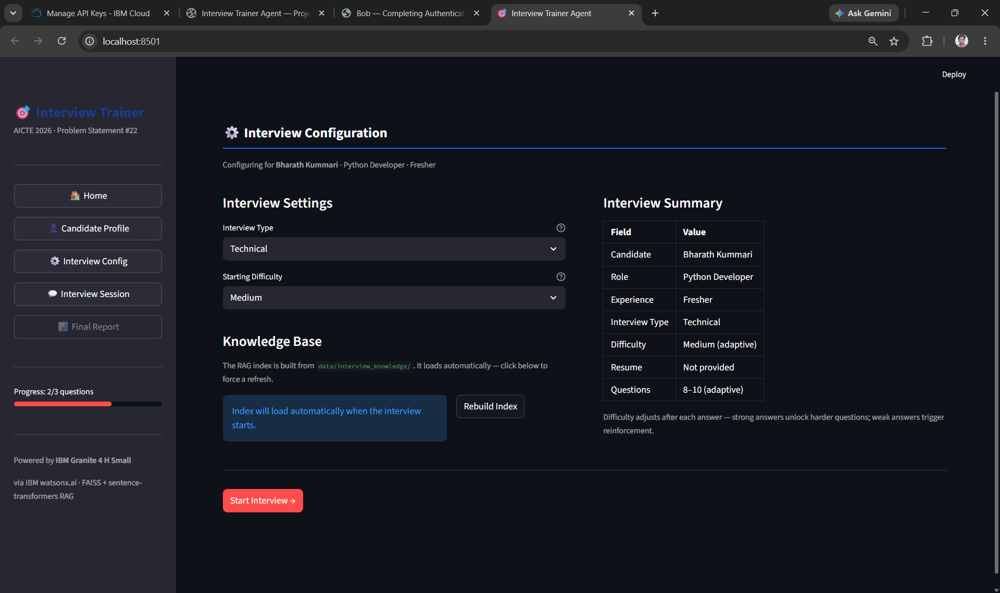 Manage API Keys - IBM Cloud
Interview Trainer Agent — Proje
Bob — Completing Authenticat
Interview Trainer Agent
Ask Gemini
localhost:8501
Deploy
Interview Trainer
AICTE 2026 · Problem Statement #22
Home
Candidate Profile
Interview Config
Interview Session
Final Report
Progress: 2/3 questions
Powered by IBM Granite 4 H Small
via IBM watsonx.ai · FAISS + sentence-
transformers RAG
Interview Configuration
Configuring for Bharath Kummari · Python Developer · Fresher
Interview Settings
Interview Type
Technical
Starting Difficulty
Medium
Knowledge Base
The RAG index is built from data/interview_knowledge/ . It loads automatically — click below to
force a refresh.
Index will load automatically when the interview
starts.
Rebuild Index
Interview Summary
Field Value
Candidate Bharath Kummari
Role Python Developer
Experience Fresher
Interview Type Technical
Difficulty Medium (adaptive)
Resume Not provided
Questions 8–10 (adaptive)
Difficulty adjusts after each answer — strong answers unlock harder questions; weak answers trigger
reinforcement.
Start Interview →